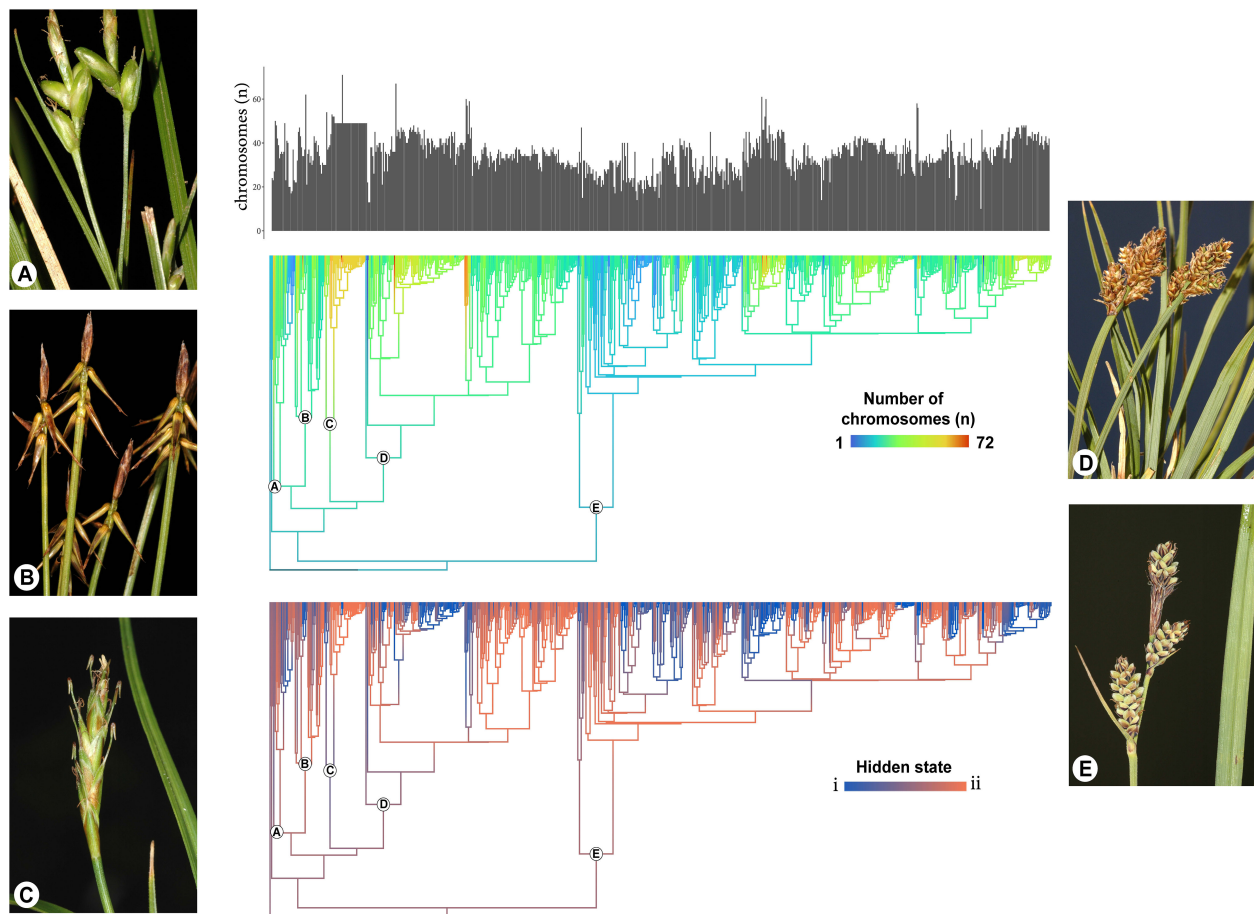 A
B
C
chromosomes (n)
60
40
20
0
A
B
C
D
E
Number of
chromosomes (n)
1 72
A
B
C
D
E
Hidden state
i ii
D
E